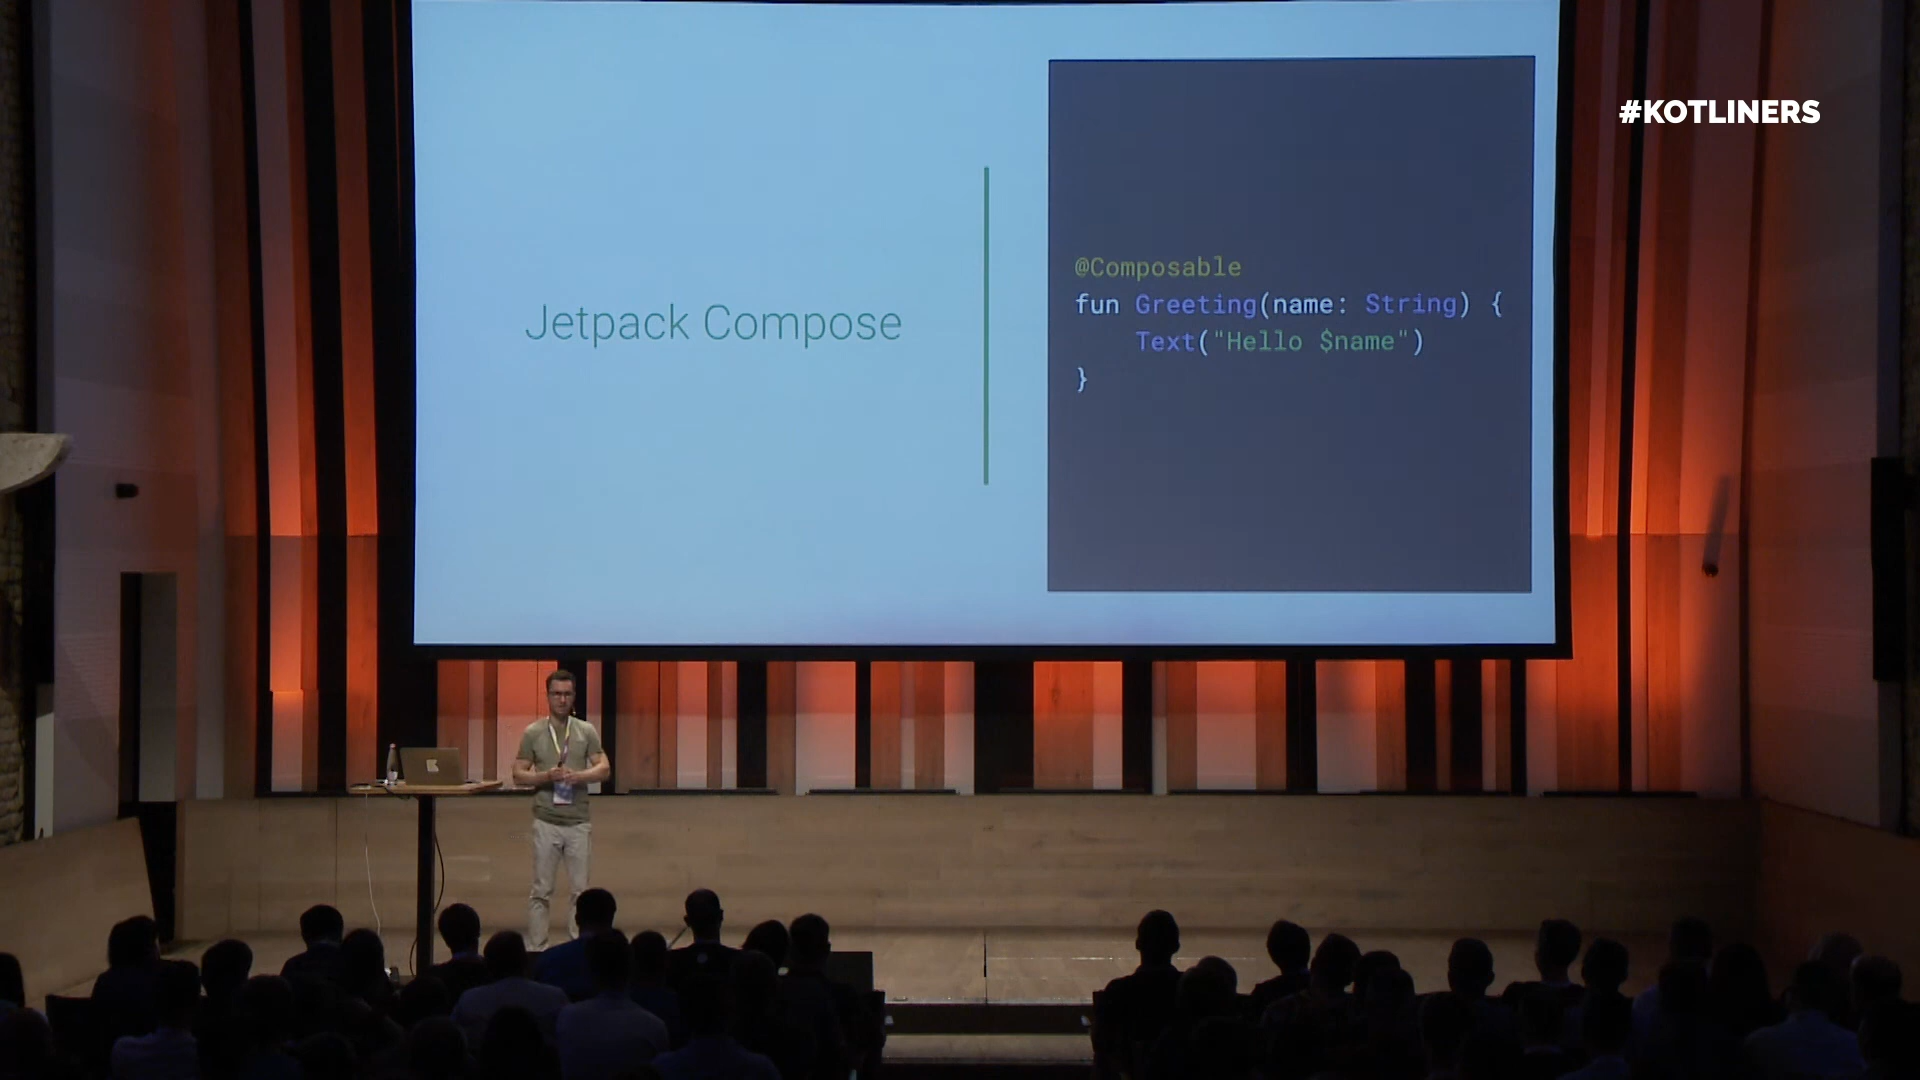 #KOTLINERS
Jetpack Compose
@Composable
fun Greeting(name: String) {
    Text("Hello $name")
}